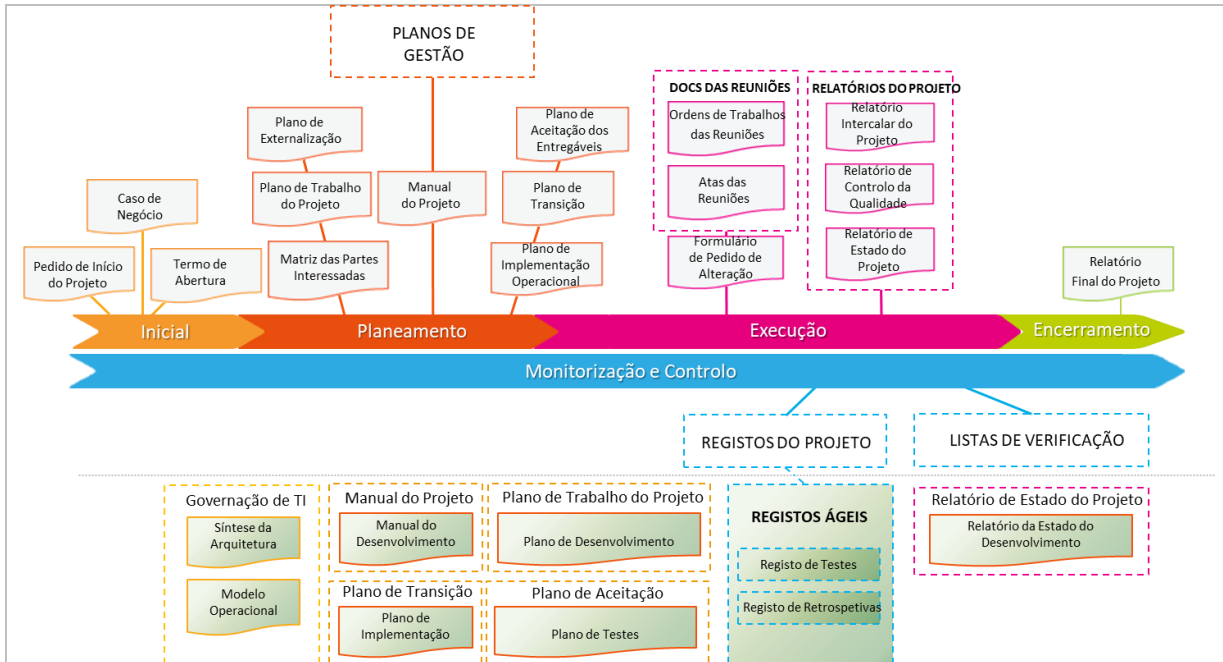 PLANOS DE
GESTÃO
Plano de
Externalização
Plano de
Aceitação dos
Entregáveis
DOCS DAS REUNIÕES
Ordens de Trabalhos
das Reuniões
Atas das
Reuniões
RELATÓRIOS DO PROJETO
Relatório
Intercalar do
Projeto
Relatório de
Controlo da
Qualidade
Relatório de
Estado do
Projeto
Caso de
Negócio
Plano de Trabalho
do Projeto
Manual
do Projeto
Plano de
Transição
Pedido de Início
do Projeto
Termo de
Abertura
Matriz das Partes
Interessadas
Plano de
Implementação
Operacional
Formulário
de Pedido de
Alteração
Relatório
Final do Projeto
Inicial
Planeamento
Execução
Encerramento
Monitorização e Controlo
REGISTOS DO PROJETO
LISTAS DE VERIFICAÇÃO
Governação de TI
Síntese da
Arquitetura
Modelo
Operacional
Manual do Projeto
Manual do
Desenvolvimento
Plano de Trabalho do Projeto
Plano de Desenvolvimento
Plano de Transição
Plano de
Implementação
Plano de Aceitação
Plano de Testes
REGISTOS ÁGEIS
Registo de Testes
Registo de Retrospetivas
Relatório de Estado do Projeto
Relatório da Estado do
Desenvolvimento